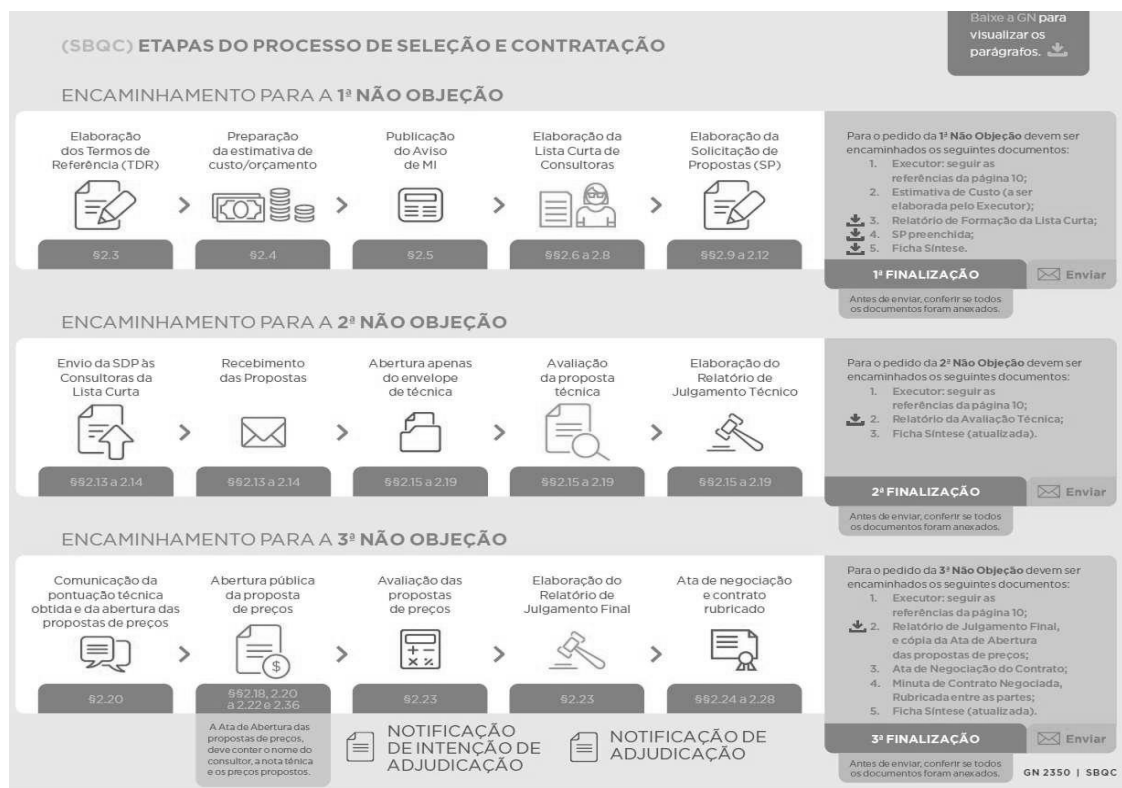 Baixe a GN para
visualizar os
parágrafos.
(SBQC) ETAPAS DO PROCESSO DE SELEÇÃO E CONTRATAÇÃO
ENCAMINHAMENTO PARA A 1ª NÃO OBJEÇÃO
Elaboração
dos Termos de
Referência (TDR)
§2.3
Preparação
da estimativa de
custo/orçamento
§2.4
Publicação
do Aviso
de MI
§2.5
Elaboração da
Lista Curta de
Consultoras
§§2.6 a 2.8
Elaboração da
Solicitação de
Propostas (SP)
§§2.9 a 2.12
Para o pedido da 1ª Não Objeção devem ser
encaminhados os seguintes documentos:
1. Executor: seguir as
referências da página 10;
2. Estimativa de Custo (a ser
elaborada pelo Executor);
3. Relatório de Formação da Lista Curta;
4. SP preenchida;
5. Ficha Síntese.
1ª FINALIZAÇÃO
Enviar
Antes de enviar, conferir se todos
os documentos foram anexados.
ENCAMINHAMENTO PARA A 2ª NÃO OBJEÇÃO
Envio da SDP às
Consultoras da
Lista Curta
§§2.13 a 2.14
Recebimento
das Propostas
§§2.13 a 2.14
Abertura apenas
do envelope
de técnica
§§2.15 a 2.19
Avaliação
da proposta
técnica
§§2.15 a 2.19
Elaboração do
Relatório de
Julgamento Técnico
§§2.15 a 2.19
Para o pedido da 2ª Não Objeção devem ser
encaminhados os seguintes documentos:
1. Executor: seguir as
referências da página 10;
2. Relatório da Avaliação Técnica;
3. Ficha Síntese (atualizada).
2ª FINALIZAÇÃO
Enviar
Antes de enviar, conferir se todos
os documentos foram anexados.
ENCAMINHAMENTO PARA A 3ª NÃO OBJEÇÃO
Comunicação da
pontuação técnica
obtida e da abertura das
propostas de preços
§2.20
Abertura pública
da proposta
de preços
$
§§2.18, 2.20
a 2.22 e 2.36
A Ata de Abertura das
propostas de preços,
deve conter o nome do
consultor, a nota ténica
e os preços propostos.
Avaliação das
propostas
de preços
§2.23
Elaboração do
Relatório de
Julgamento Final
§2.23
Ata de negociação
e contrato
rubricado
§§2.24 a 2.28
NOTIFICAÇÃO
DE INTENÇÃO DE
ADJUDICAÇÃO
NOTIFICAÇÃO DE
ADJUDICAÇÃO
Para o pedido da 3ª Não Objeção devem ser
encaminhados os seguintes documentos:
1. Executor: seguir as
referências da página 10;
2. Relatório de Julgamento Final,
e cópia da Ata de Abertura
das propostas de preços;
3. Ata de Negociação do Contrato;
4. Minuta de Contrato Negociada,
Rubricada entre as partes;
5. Ficha Síntese (atualizada).
3ª FINALIZAÇÃO
Enviar
Antes de enviar, conferir se todos
os documentos foram anexados.
GN 2350 | SBQC